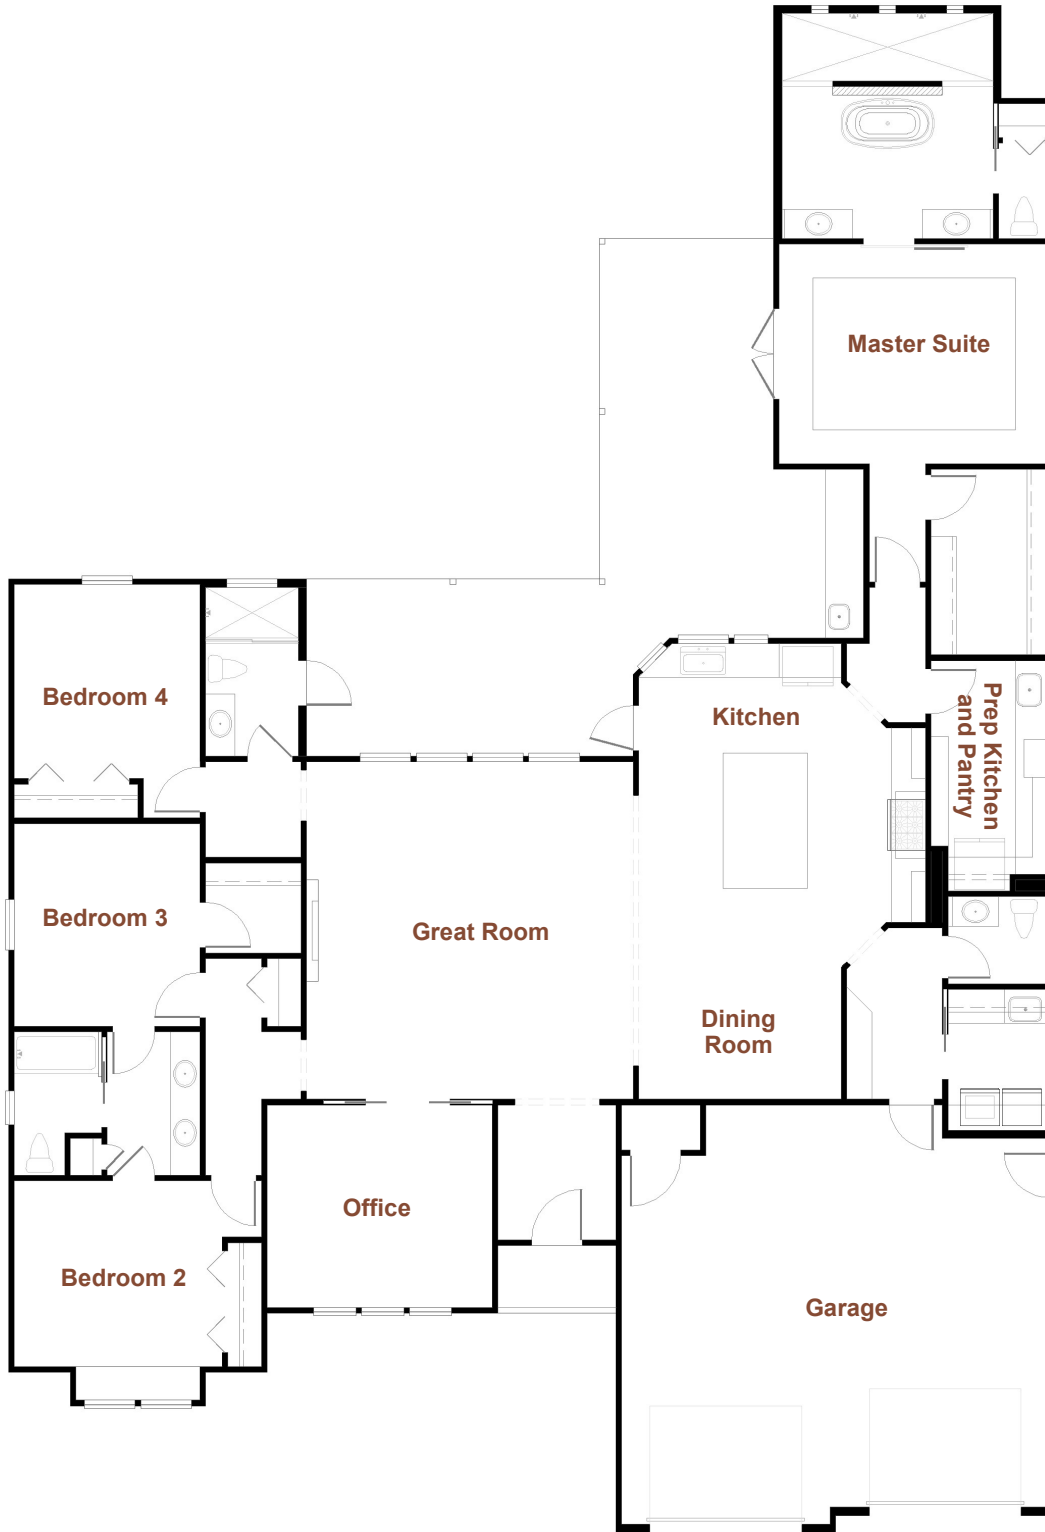 Master Suite
Bedroom 4
Kitchen
Prep Kitchen
and Pantry
Bedroom 3
Great Room
Dining
Room
Office
Bedroom 2
Garage